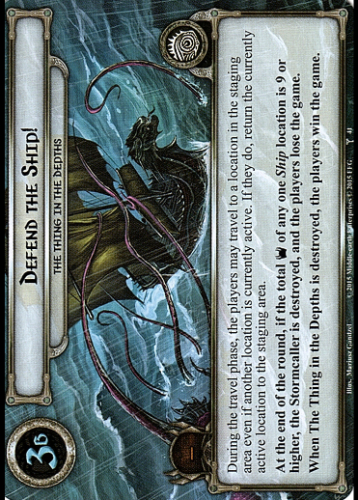 3B
DEFEND THE SHIP!
THE THING IN THE DEPTHS
During the travel phase, the players may travel to a location in the staging
area even if another location is currently active. If they do, return the currently
active location to the staging area.
At the end of the round, if the total of any one Ship location is 9 or
higher, the Stormcaller is destroyed, and the players lose the game.
When The Thing in the Depths is destroyed, the players win the game.
Illus. Mariusz Gandzel © 2015 Middle-earth Enterprises © 2015 FFG 41